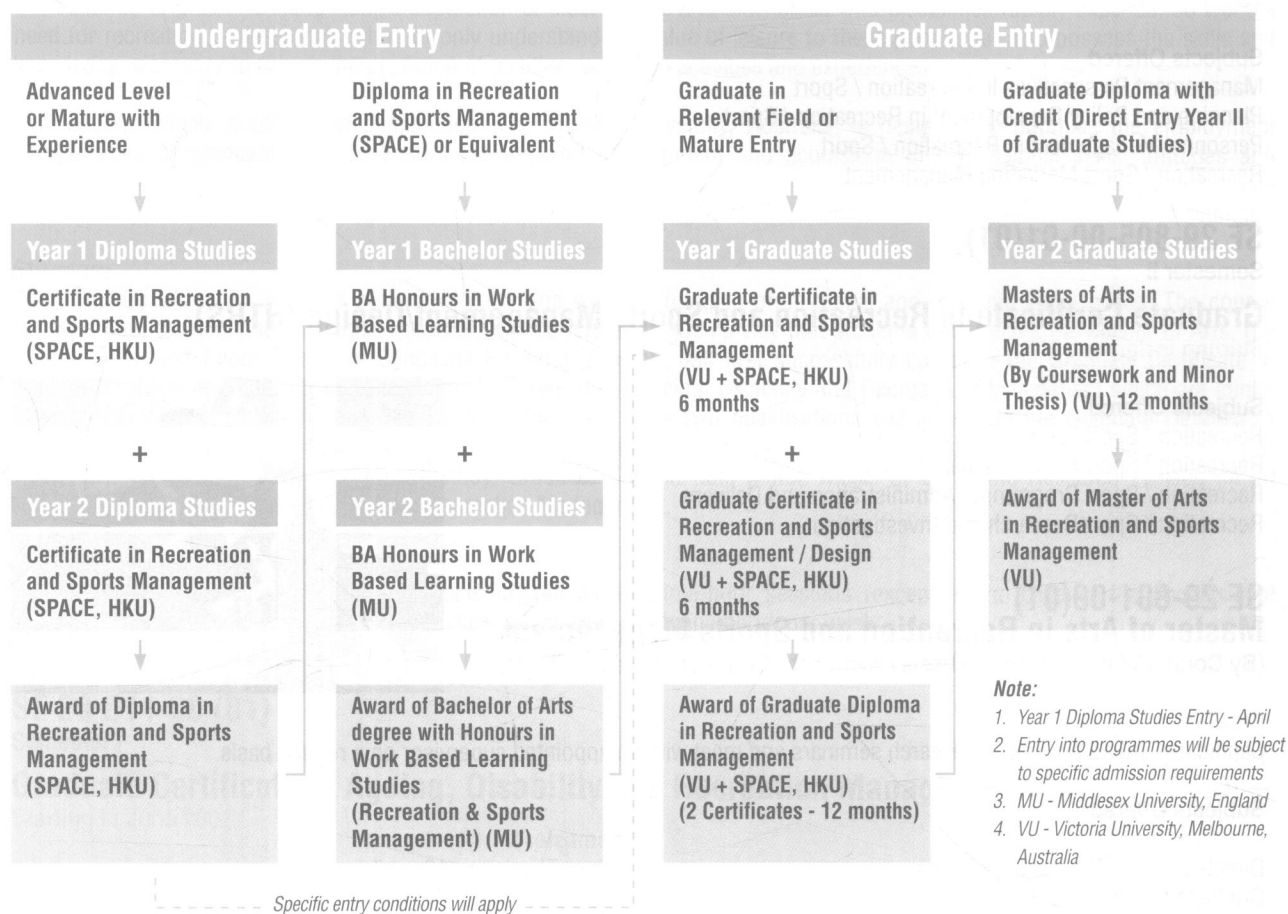 Undergraduate Entry
Graduate Entry
Advanced Level
or Mature with
Experience
Diploma in Recreation
and Sports Management
(SPACE) or Equivalent
Graduate in
Relevant Field or
Mature Entry
Graduate Diploma with
Credit (Direct Entry Year II
of Graduate Studies)
Year 1 Diploma Studies
Certificate in Recreation
and Sports Management
(SPACE, HKU)
+
Year 2 Diploma Studies
Certificate in Recreation
and Sports Management
(SPACE, HKU)
Award of Diploma in
Recreation and Sports
Management
(SPACE, HKU)
Year 1 Bachelor Studies
BA Honours in Work
Based Learning Studies
(MU)
+
Year 2 Bachelor Studies
BA Honours in Work
Based Learning Studies
(MU)
Award of Bachelor of Arts
degree with Honours in
Work Based Learning
Studies
(Recreation & Sports
Management) (MU)
Year 1 Graduate Studies
Graduate Certificate in
Recreation and Sports
Management
(VU + SPACE, HKU)
6 months
+
Graduate Certificate in
Recreation and Sports
Management / Design
(VU + SPACE, HKU)
6 months
Award of Graduate Diploma
in Recreation and Sports
Management
(VU + SPACE, HKU)
(2 Certificates - 12 months)
Year 2 Graduate Studies
Masters of Arts in
Recreation and Sports
Management
(By Coursework and Minor
Thesis) (VU) 12 months
Award of Master of Arts
in Recreation and Sports
Management
(VU)
Note:
1. Year 1 Diploma Studies Entry - April
2. Entry into programmes will be subject
to specific admission requirements
3. MU - Middlesex University, England
4. VU - Victoria University, Melbourne,
Australia
Specific entry conditions will apply